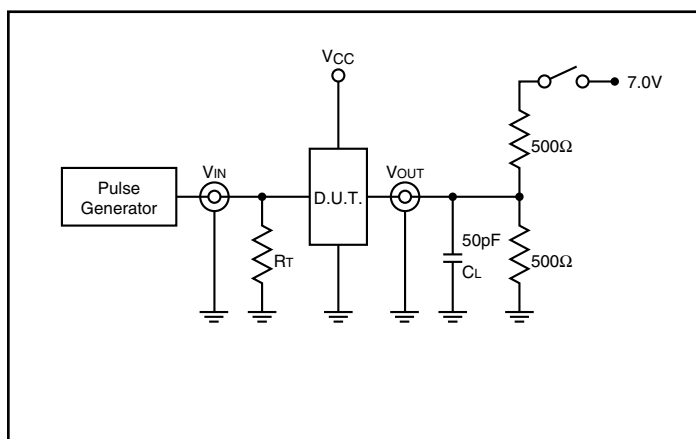 VCC
7.0V
500Ω
VIN
VOUT
Pulse
Generator
D.U.T.
50pF
CL
RT
500Ω